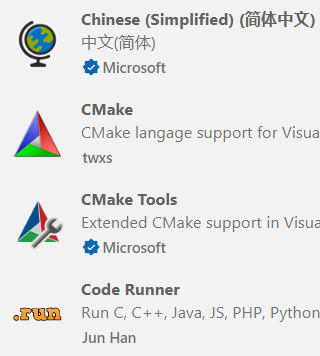 Chinese (Simplified) (简体中文)
中文(简体)
Microsoft
CMake
CMake langage support for Visua
twxs
CMake Tools
Extended CMake support in Visua
Microsoft
Code Runner
.run
Run C, C++, Java, JS, PHP, Python
Jun Han